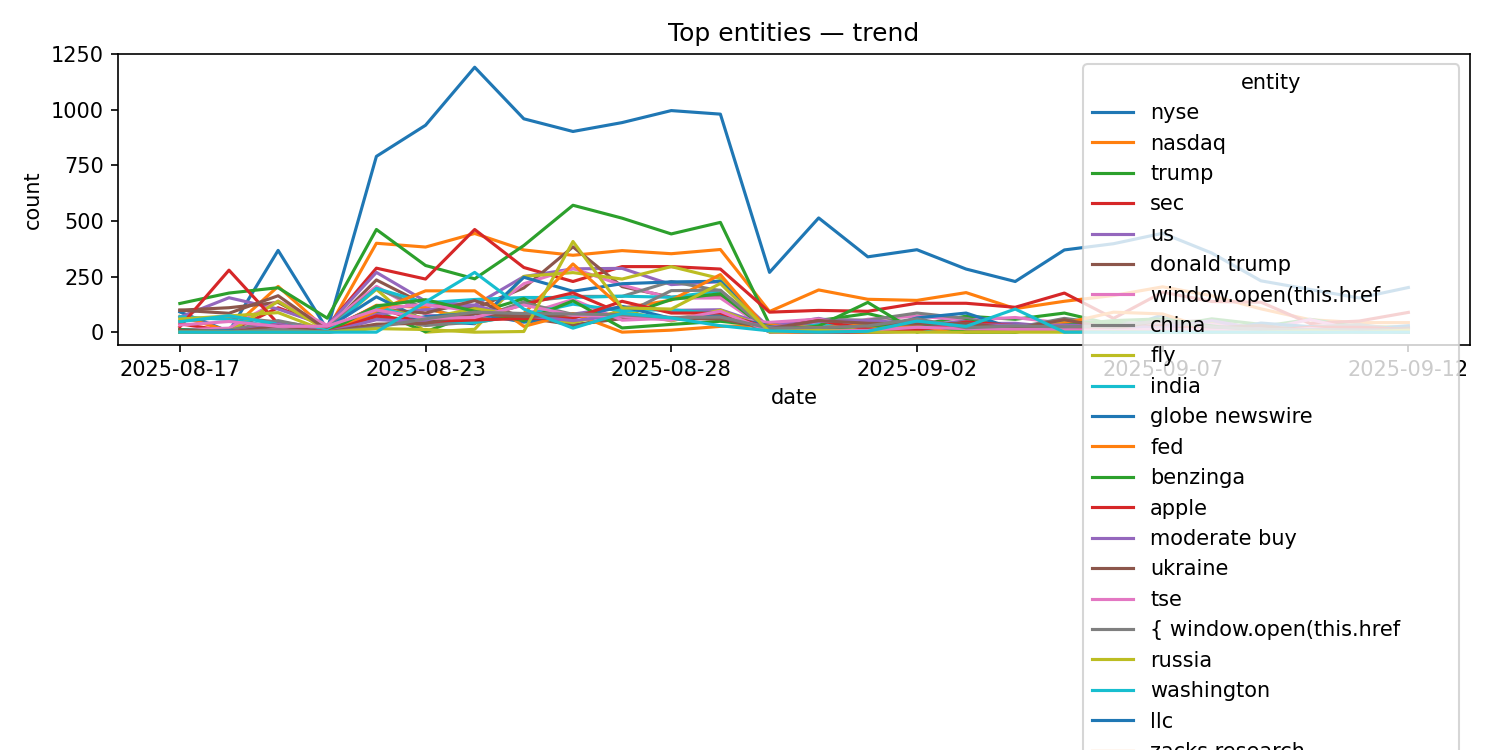 Top entities — trend
1250
1000
750
500
250
0
count
2025-08-17
2025-08-23
2025-08-28
2025-09-02
2025-09-07
2025-09-12
date
entity
nyse
nasdaq
trump
sec
us
donald trump
window.open(this.href
china
fly
india
globe newswire
fed
benzinga
apple
moderate buy
ukraine
tse
{ window.open(this.href
russia
washington
llc
zacks research